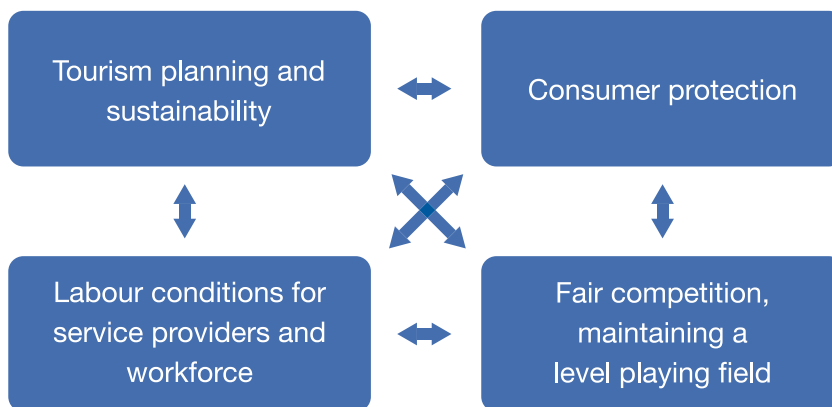 Tourism planning and
sustainability
Consumer protection
Labour conditions for
service providers and
workforce
Fair competition,
maintaining a
level playing field